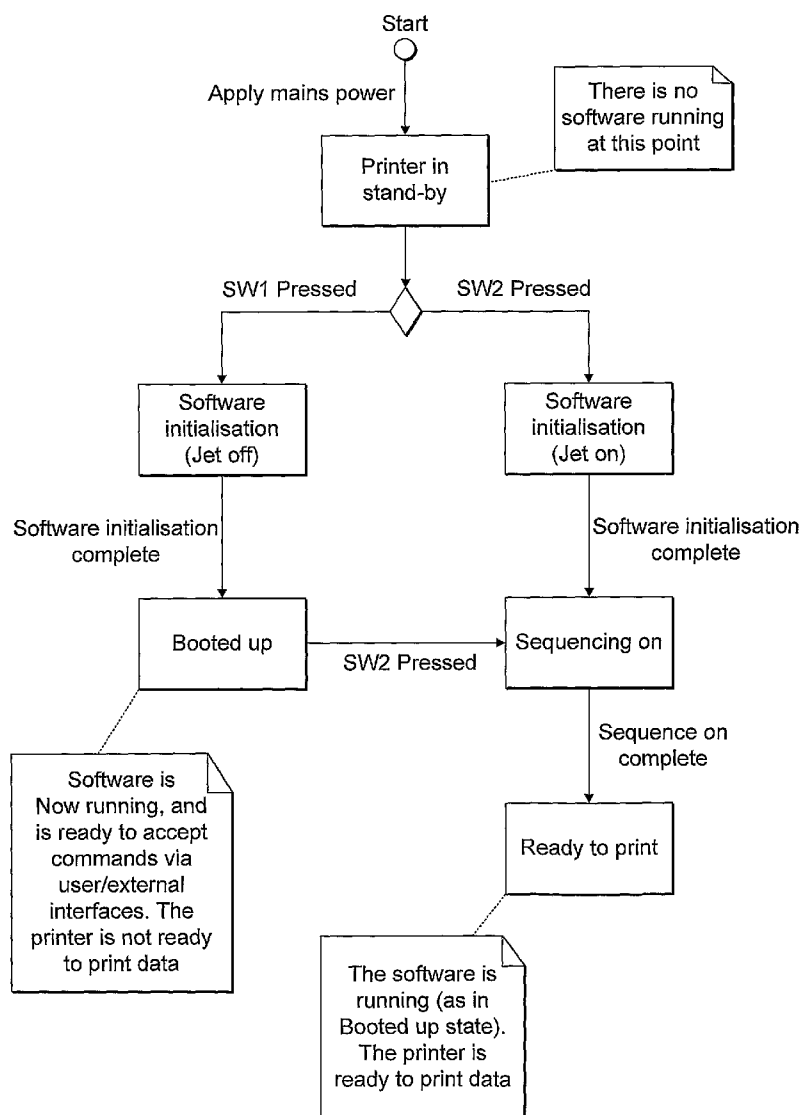 Start
Apply mains power
There is no
software running
at this point
Printer in
stand-by
SW1 Pressed
SW2 Pressed
Software
initialisation
(Jet off)
Software
initialisation
(Jet on)
Software initialisation
complete
Software initialisation
complete
Booted up
SW2 Pressed
Sequencing on
Sequence on
complete
Software is
Now running, and
is ready to accept
commands via
user/external
interfaces. The
printer is not ready
to print data
Ready to print
The software is
running (as in
Booted up state).
The printer is
ready to print data